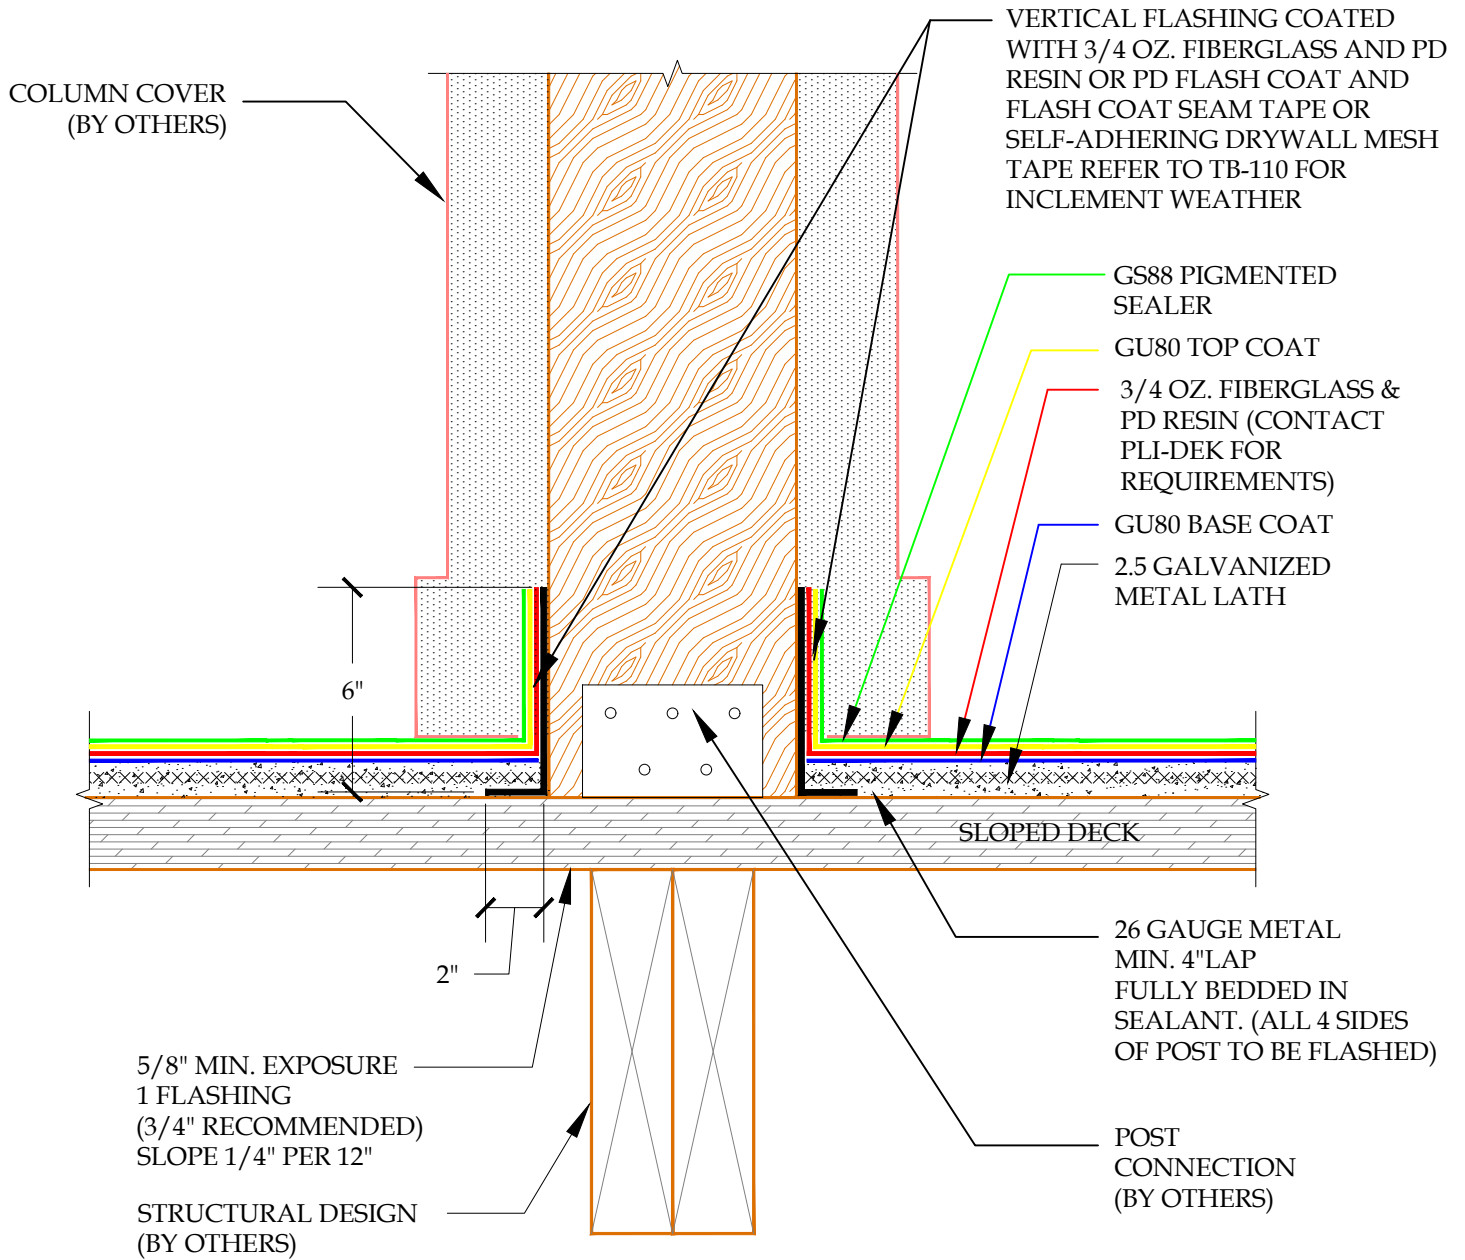 VERTICAL FLASHING COATED
WITH 3/4 OZ. FIBERGLASS AND PD
RESIN OR PD FLASH COAT AND
FLASH COAT SEAM TAPE OR
SELF-ADHERING DRYWALL MESH
TAPE REFER TO TB-110 FOR
INCLEMENT WEATHER
COLUMN COVER
(BY OTHERS)
GS88 PIGMENTED
SEALER
GU80 TOP COAT
3/4 OZ. FIBERGLASS &
PD RESIN (CONTACT
PLI-DEK FOR
REQUIREMENTS)
GU80 BASE COAT
2.5 GALVANIZED
METAL LATH
6"
SLOPED DECK
2"
26 GAUGE METAL
MIN. 4"LAP
FULLY BEDDED IN
SEALANT. (ALL 4 SIDES
OF POST TO BE FLASHED)
5/8" MIN. EXPOSURE
1 FLASHING
(3/4" RECOMMENDED)
SLOPE 1/4" PER 12"
POST
CONNECTION
(BY OTHERS)
STRUCTURAL DESIGN
(BY OTHERS)